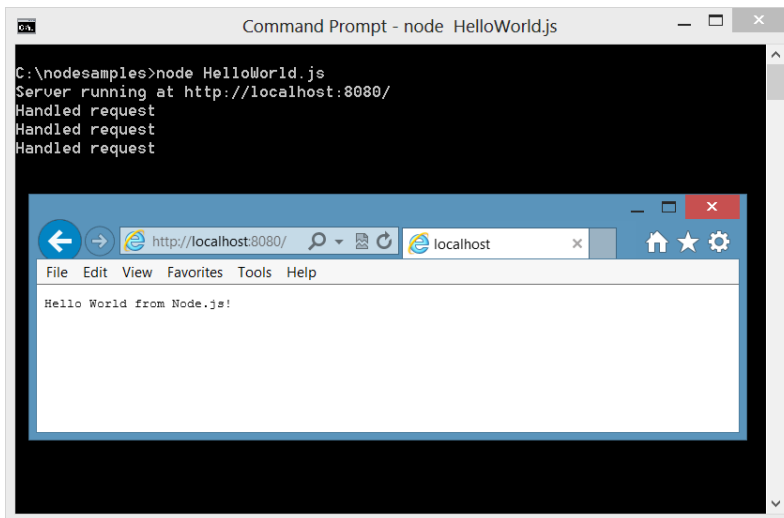 Command Prompt - node  HelloWorld.js
C:\nodesamples>node HelloWorld.js
Server running at http://localhost:8080/
Handled request
Handled request
Handled request
http://localhost:8080/
localhost
File Edit View Favorites Tools Help
Hello World from Node.js!